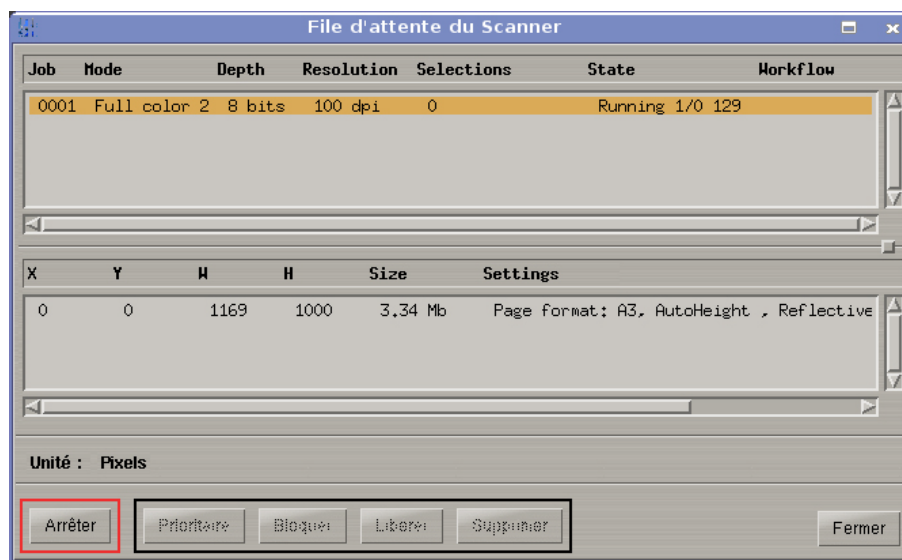 File d'attente du Scanner
Job Mode Depth Resolution Selections State Workflow
0001 Full color 2 8 bits 100 dpi 0 Running 1/0 129
X Y W H Size Settings
0 0 1169 1000 3.34 Mb Page format: A3, AutoHeight , Reflective
Unité : Pixels
Arrêter Prioritaire Bloquer Liberer Supprimer Fermer